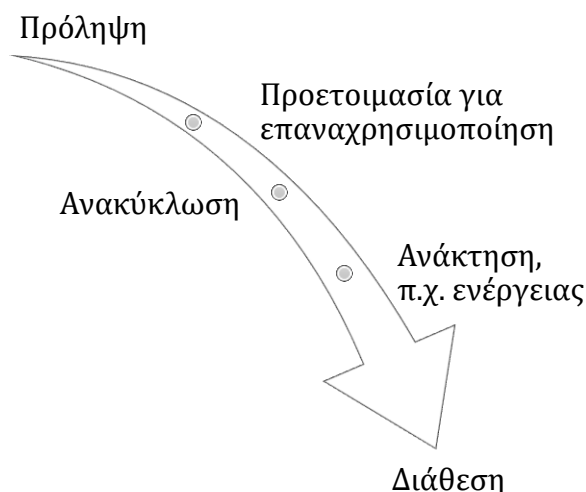 Πρόληψη
Προετοιμασία για
επαναχρησιμοποίηση
Ανακύκλωση
Ανάκτηση,
π.χ. ενέργειας
Διάθεση